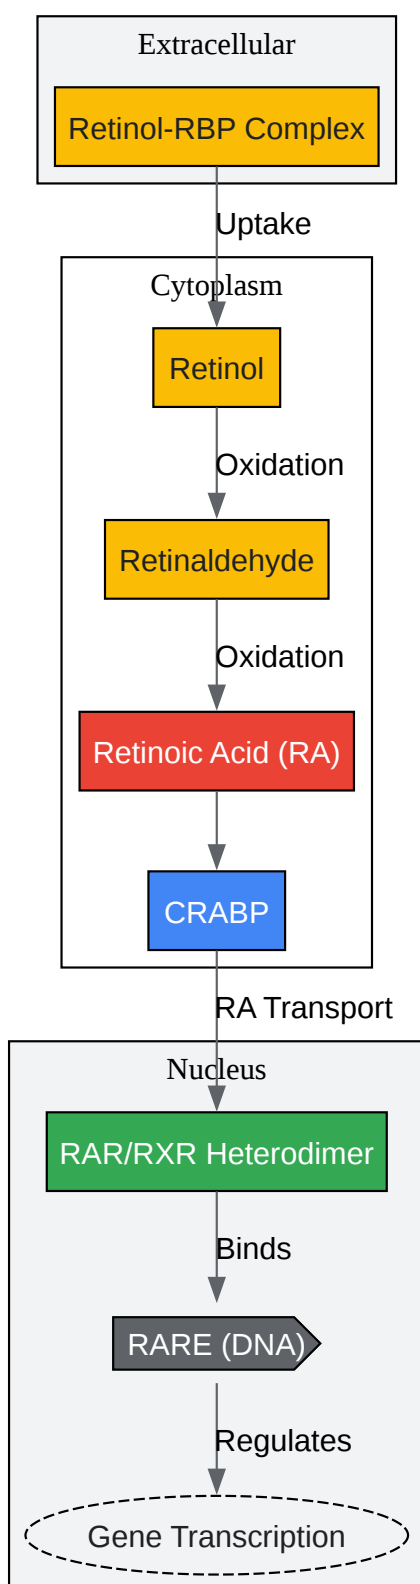 Extracellular
Retinol-RBP Complex
Uptake
Cytoplasm
Retinol
Oxidation
Retinaldehyde
Oxidation
Retinoic Acid (RA)
CRABP
RA Transport
Nucleus
RAR/RXR Heterodimer
Binds
RARE (DNA)
Regulates
Gene Transcription